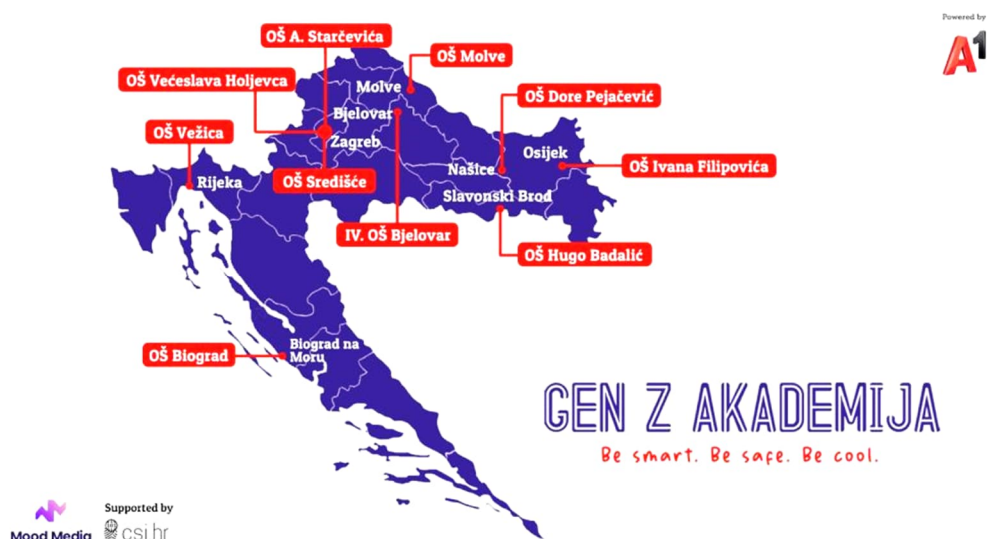 Powered by
A1
OŠ A. Starčevića
OŠ Molve
OŠ Većeslava Holjevca
Molve
OŠ Dore Pejačević
Bjelovar
OŠ Vežica
Zagreb
Osijek
OŠ Ivana Filipovića
Našice
Rijeka
OŠ Središće
Slavonski Brod
IV. OŠ Bjelovar
OŠ Hugo Badalić
Biograd na
Moru
OŠ Biograd
GEN Z AKADEMIJA
Be smart. Be safe. Be cool.
Supported by
csi.hr
Mood Media